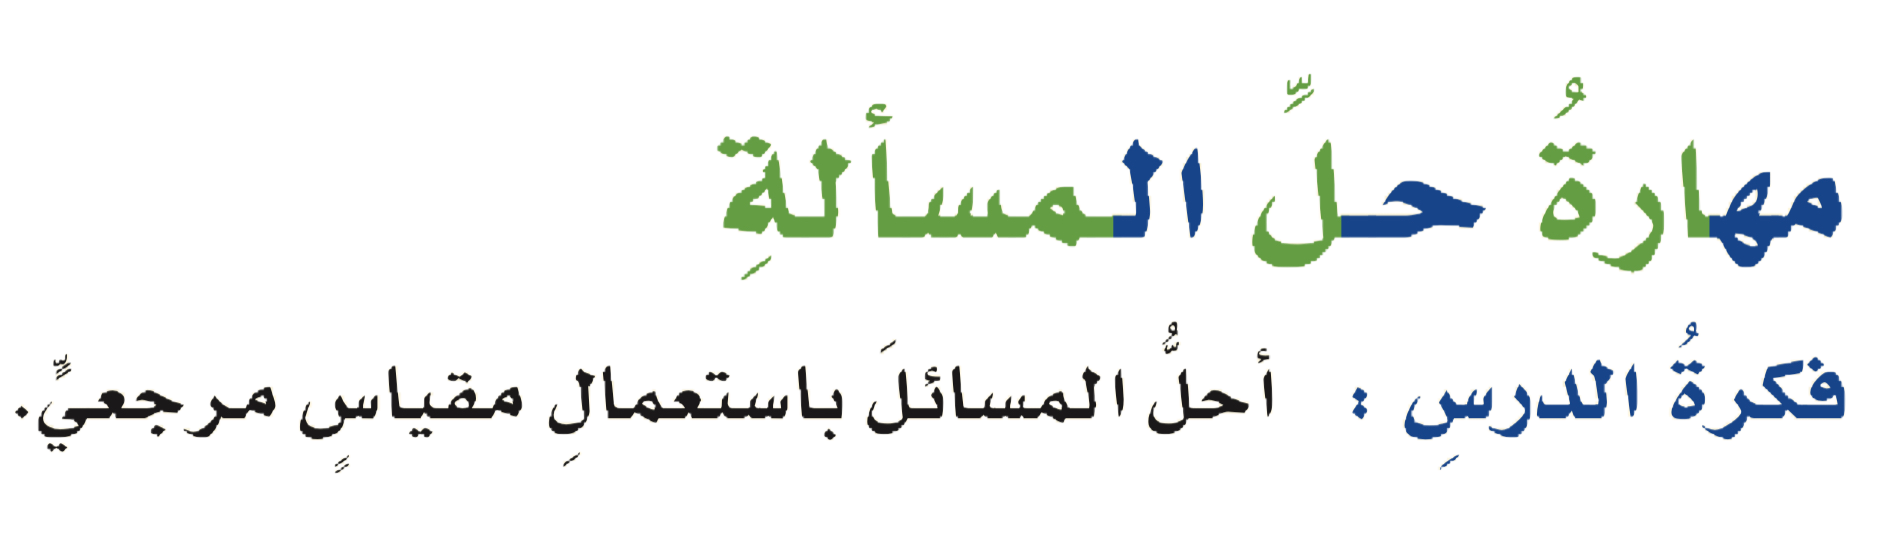 مهارةُ حلِّ المسألةِ
فكرةُ الدرسِ : أحلُّ المسائلَ باستعمالِ مقياسٍ مرجعيٍّ.